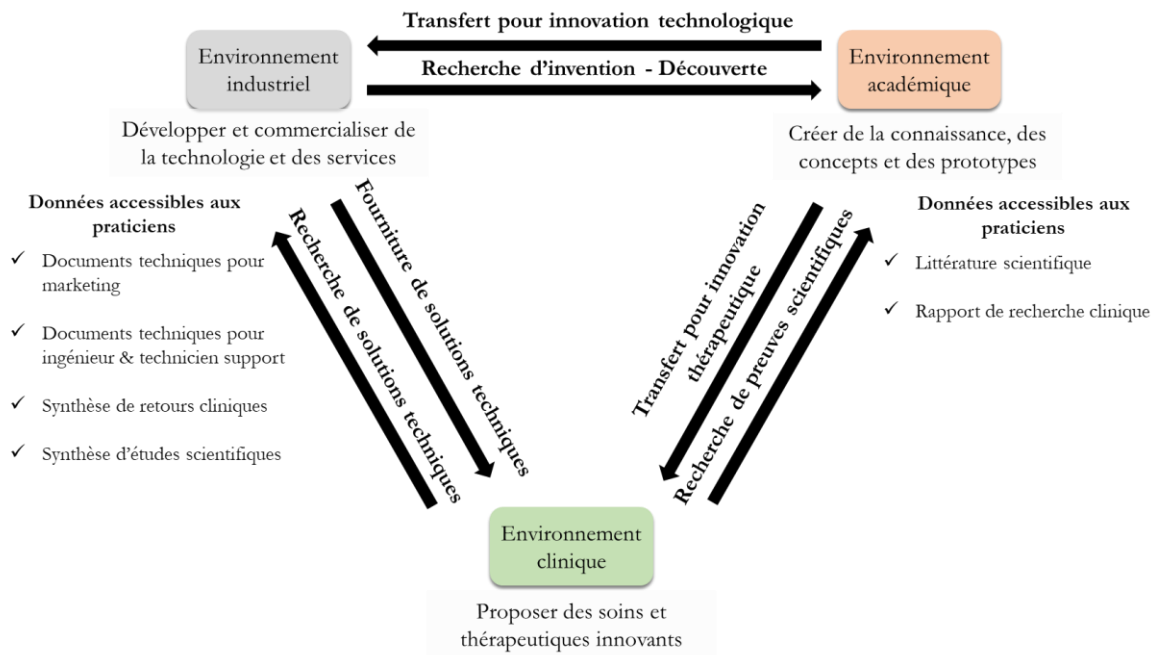 Transfert pour innovation technologique
Environnement
industriel
Recherche d’invention - Découverte
Environnement
académique
Développer et commercialiser de
la technologie et des services
Créer de la connaissance, des
concepts et des prototypes
Données accessibles aux
praticiens
✓ Documents techniques pour
marketing
✓ Documents techniques pour
ingénieur & technicien support
✓ Synthèse de retours cliniques
✓ Synthèse d’études scientifiques
Recherche de solutions techniques
Fourniture de solutions techniques
Transfert pour innovation
thérapeutique
Recherche de preuves scientifiques
Données accessibles aux
praticiens
✓ Littérature scientifique
✓ Rapport de recherche clinique
Environnement
clinique
Proposer des soins et
thérapeutiques innovants